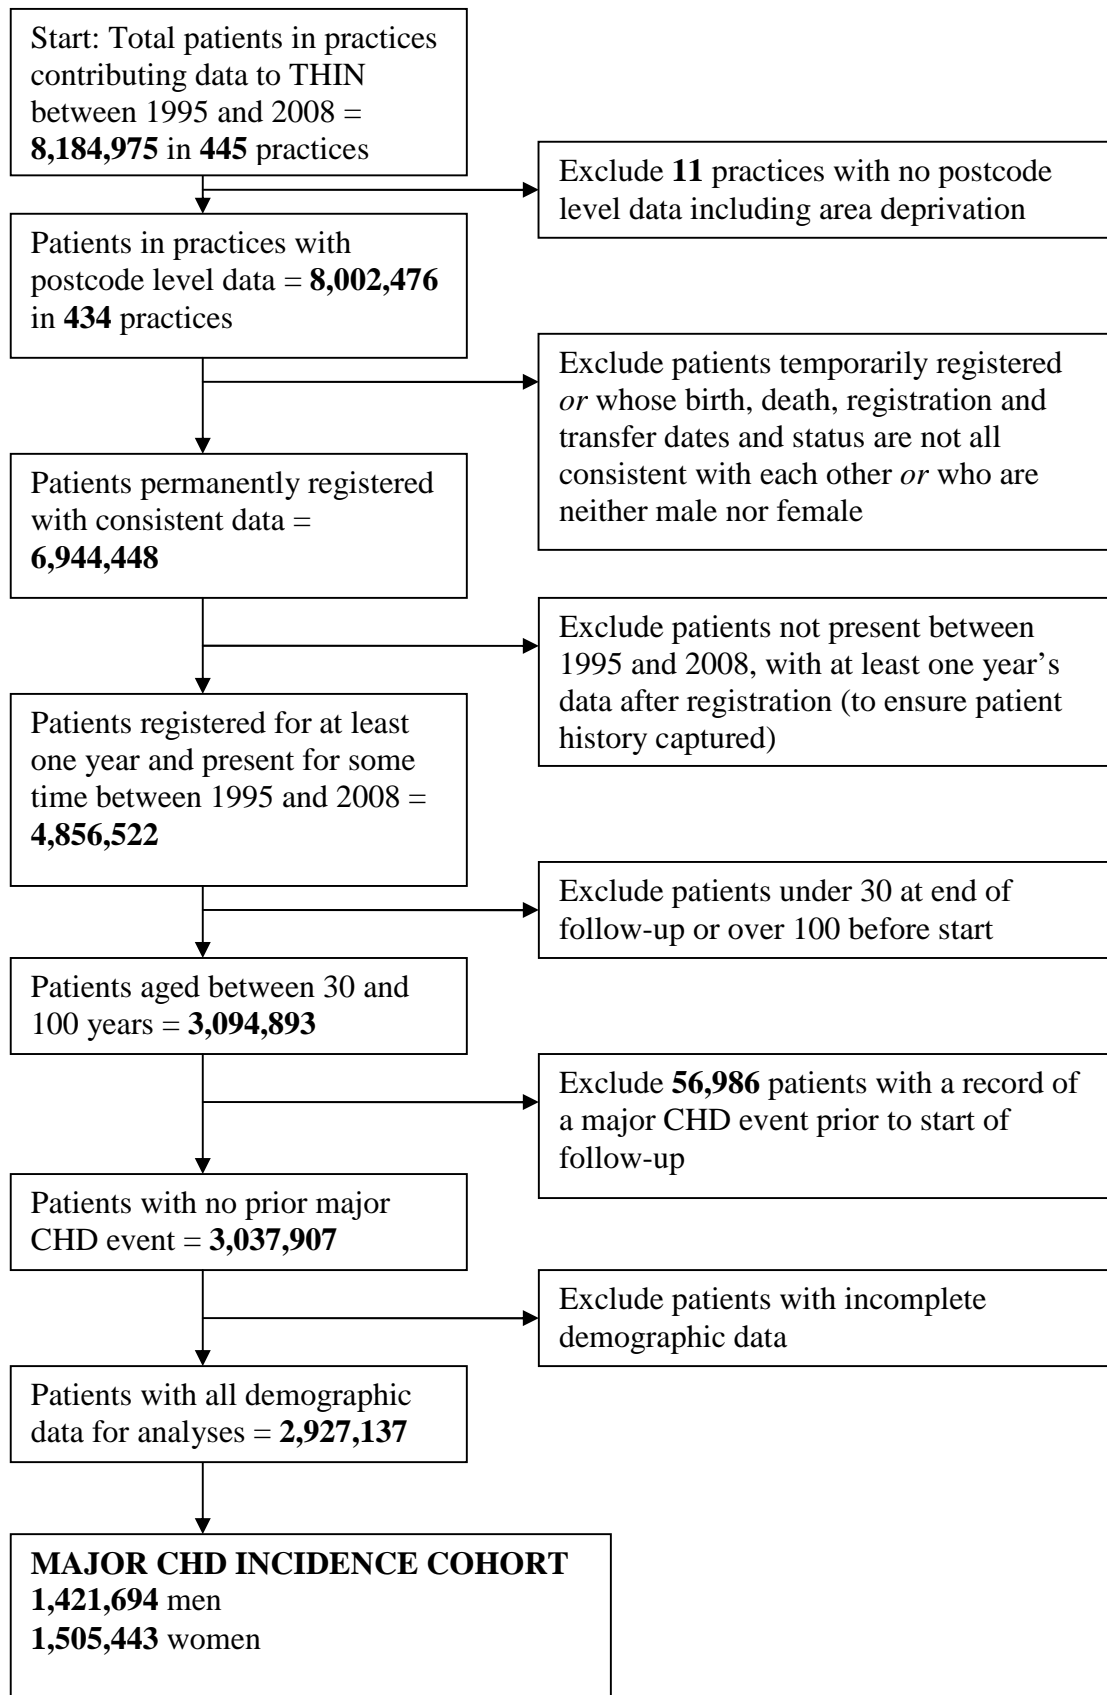 Start: Total patients in practices
contributing data to THIN
between 1995 and 2008 =
8,184,975 in 445 practices
Exclude 11 practices with no postcode
level data including area deprivation
Patients in practices with
postcode level data = 8,002,476
in 434 practices
Exclude patients temporarily registered
or whose birth, death, registration and
transfer dates and status are not all
consistent with each other or who are
neither male nor female
Patients permanently registered
with consistent data =
6,944,448
Exclude patients not present between
1995 and 2008, with at least one year’s
data after registration (to ensure patient
history captured)
Patients registered for at least
one year and present for some
time between 1995 and 2008 =
4,856,522
Exclude patients under 30 at end of
follow-up or over 100 before start
Patients aged between 30 and
100 years = 3,094,893
Exclude 56,986 patients with a record of
a major CHD event prior to start of
follow-up
Patients with no prior major
CHD event = 3,037,907
Exclude patients with incomplete
demographic data
Patients with all demographic
data for analyses = 2,927,137
MAJOR CHD INCIDENCE COHORT
1,421,694 men
1,505,443 women